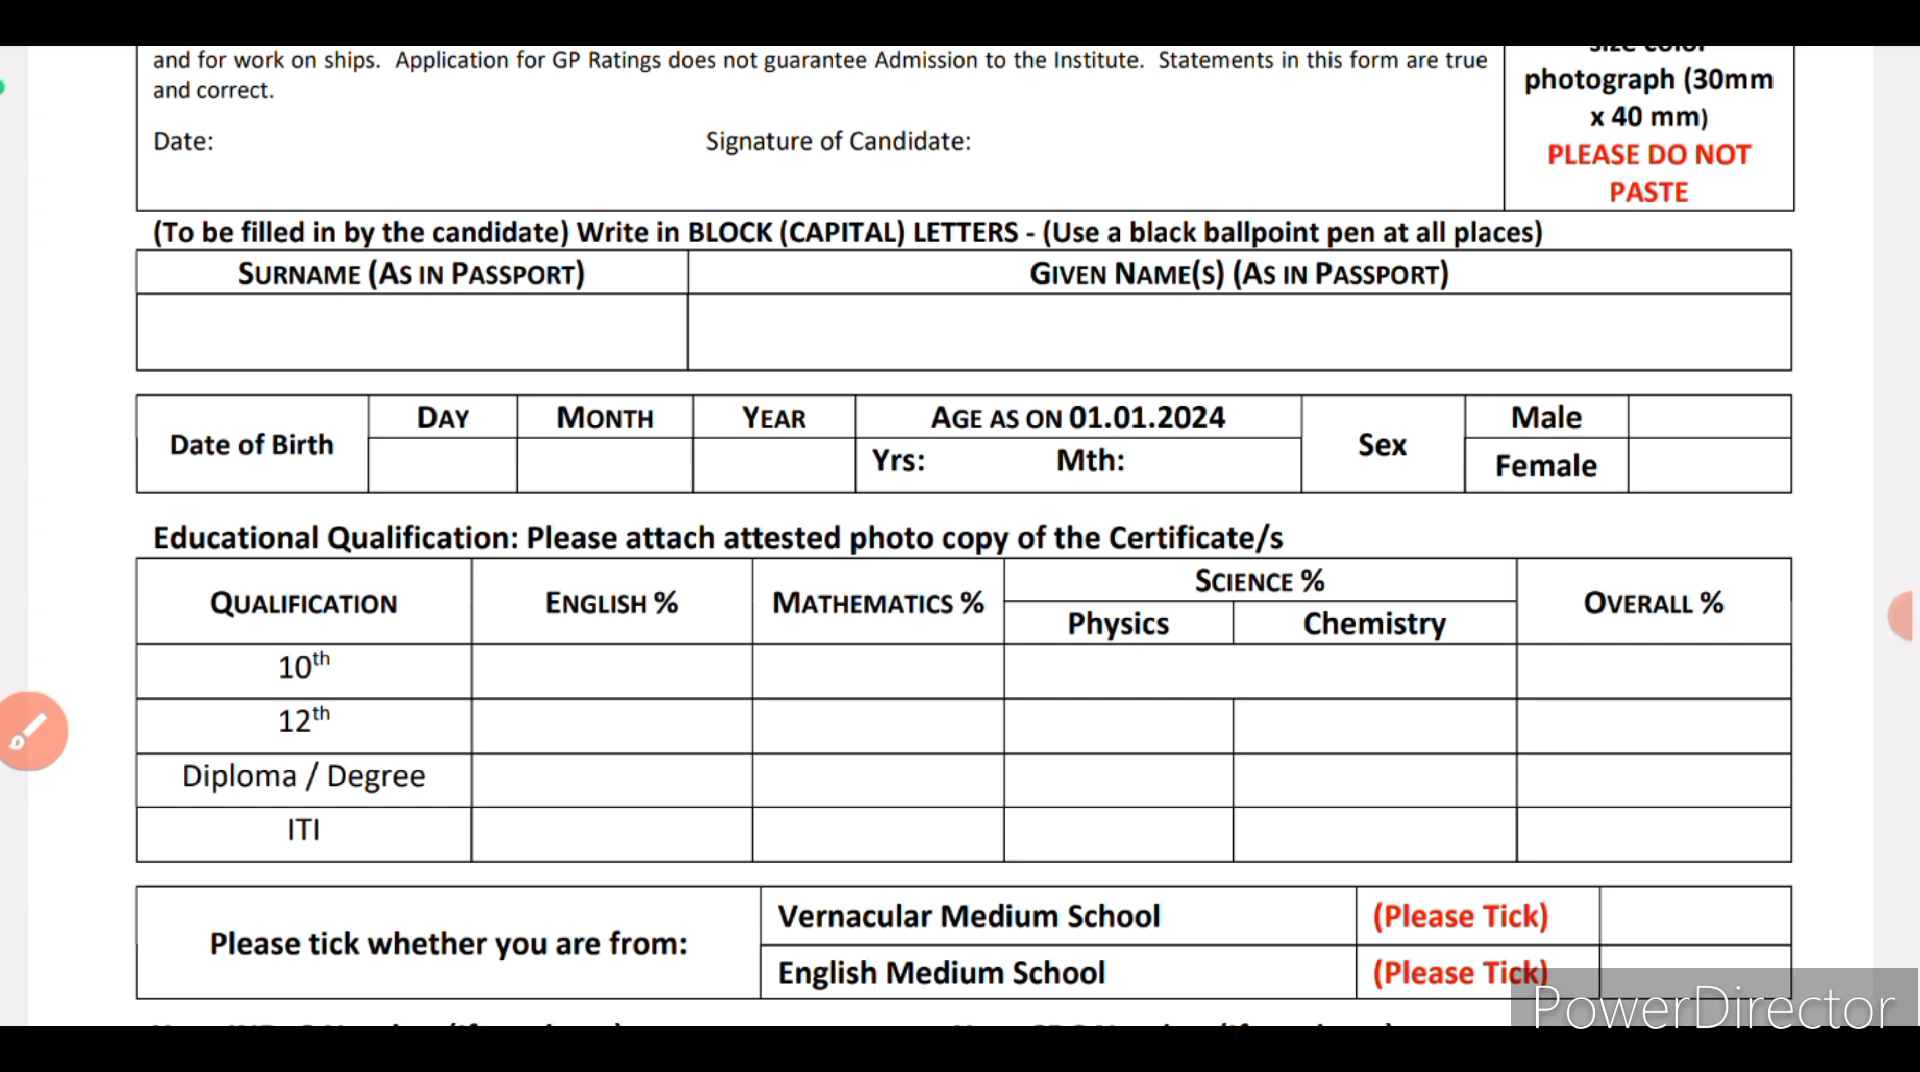 and for work on ships. Application for GP Ratings does not guarantee Admission to the Institute. Statements in this form are true
and correct.
Date: Signature of Candidate:
size color
photograph (30mm
x 40 mm)
PLEASE DO NOT
PASTE
(To be filled in by the candidate) Write in BLOCK (CAPITAL) LETTERS - (Use a black ballpoint pen at all places)
SURNAME (AS IN PASSPORT) GIVEN NAME(S) (AS IN PASSPORT)
Date of Birth DAY MONTH YEAR AGE AS ON 01.01.2024 Sex Male
Yrs: Mth: Female
Educational Qualification: Please attach attested photo copy of the Certificate/s
QUALIFICATION ENGLISH % MATHEMATICS % SCIENCE % OVERALL %
Physics Chemistry
10th
12th
Diploma / Degree
ITI
Please tick whether you are from: Vernacular Medium School (Please Tick)
English Medium School (Please Tick)
PowerDirector